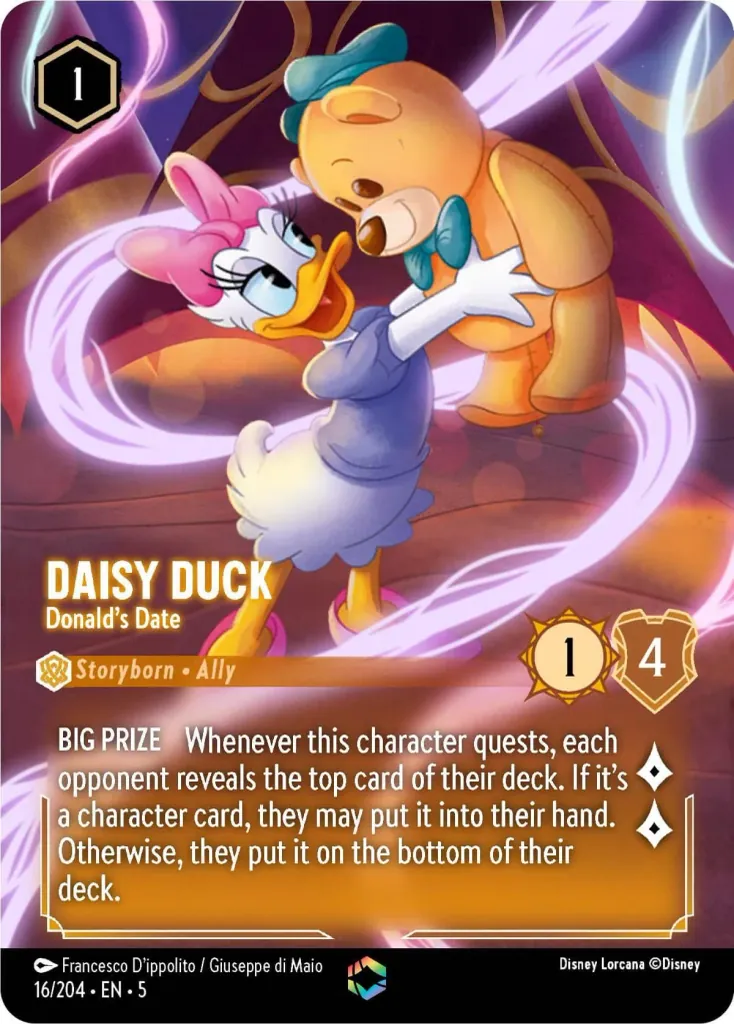 1
DAISY DUCK
Donald's Date
Storyborn • Ally
1 4
BIG PRIZE Whenever this character quests, each
opponent reveals the top card of their deck. If it's
a character card, they may put it into their hand.
Otherwise, they put it on the bottom of their
deck.
Francesco D'ippolito / Giuseppe di Maio
Disney Lorcana ©Disney
16/204 • EN • 5